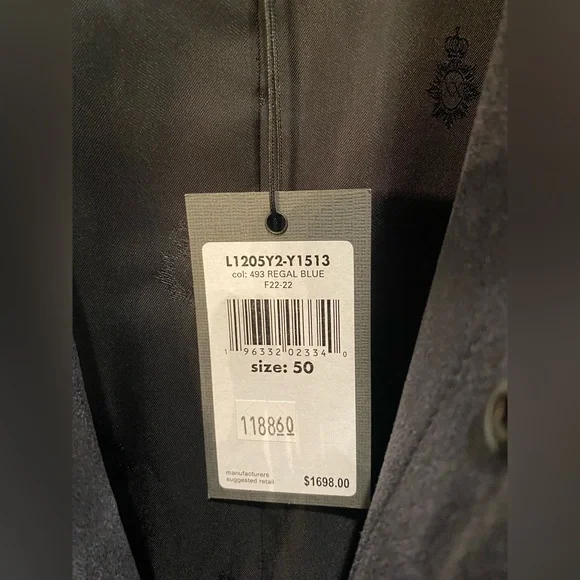 L1205Y2-Y1513
col: 493 REGAL BLUE
F22-22
1 96332 02334 0
size: 50
118860
manufacturers
suggested retail
$1698.00